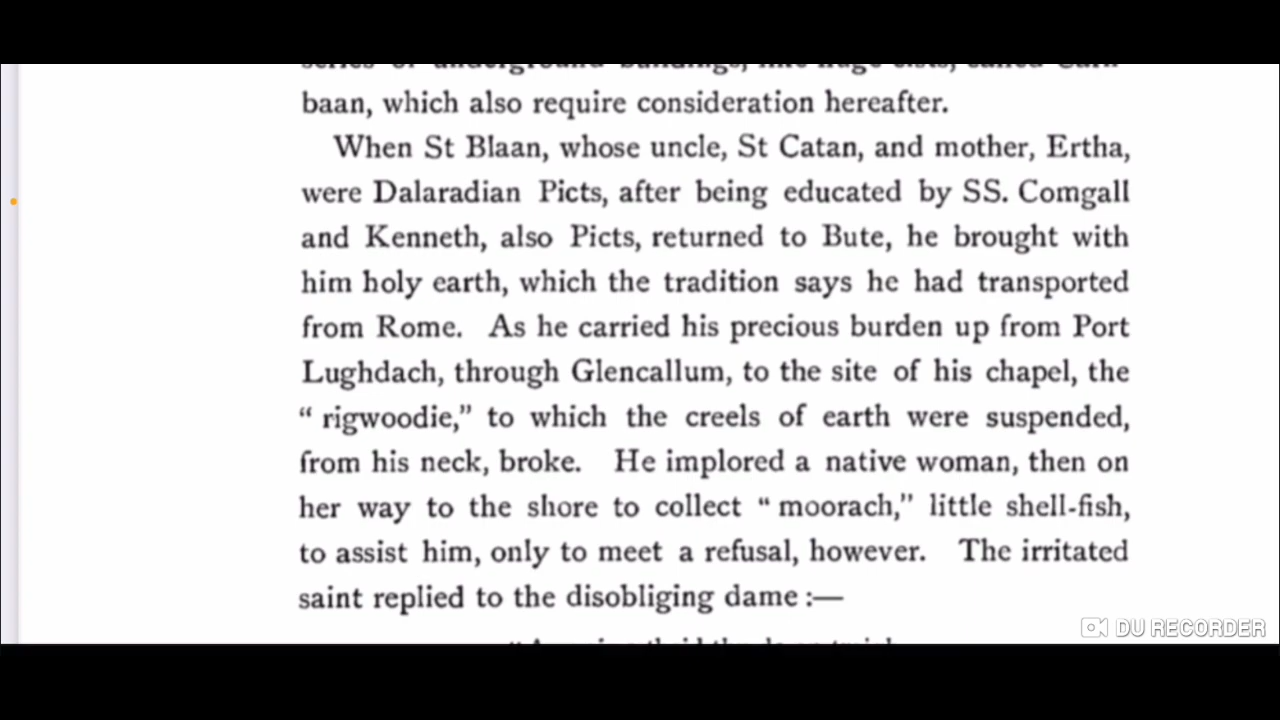 baan, which also require consideration hereafter.
When St Blaan, whose uncle, St Catan, and mother, Ertha,
were Dalaradian Picts, after being educated by SS. Comgall
and Kenneth, also Picts, returned to Bute, he brought with
him holy earth, which the tradition says he had transported
from Rome. As he carried his precious burden up from Port
Lughdach, through Glencallum, to the site of his chapel, the
“ rigwoodie,” to which the creels of earth were suspended,
from his neck, broke. He implored a native woman, then on
her way to the shore to collect “ moorach,” little shell-fish,
to assist him, only to meet a refusal, however. The irritated
saint replied to the disobliging dame :—
DU RECORDER